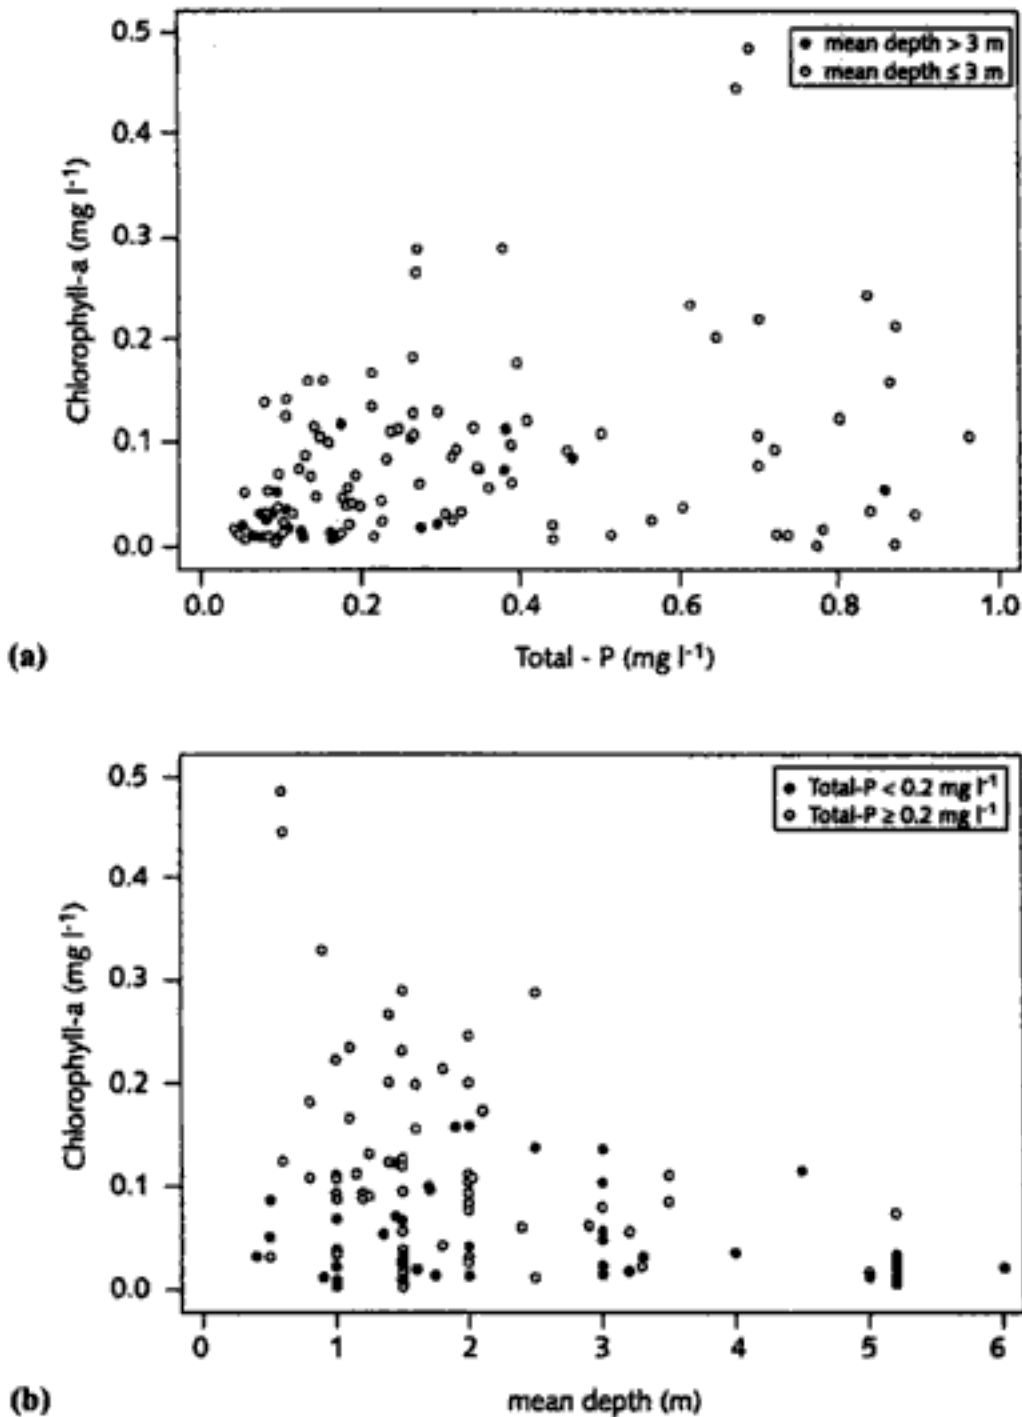 0.5
mean depth > 3 m
mean depth ≤ 3 m
0.4
0.3
0.2
0.1
0.0
Chlorophyll-a (mg l⁻¹)
0.0 0.2 0.4 0.6 0.8 1.0
(a)
Total - P (mg l⁻¹)
0.5
Total-P < 0.2 mg l⁻¹
Total-P ≥ 0.2 mg l⁻¹
0.4
0.3
0.2
0.1
0.0
Chlorophyll-a (mg l⁻¹)
0 1 2 3 4 5 6
(b)
mean depth (m)